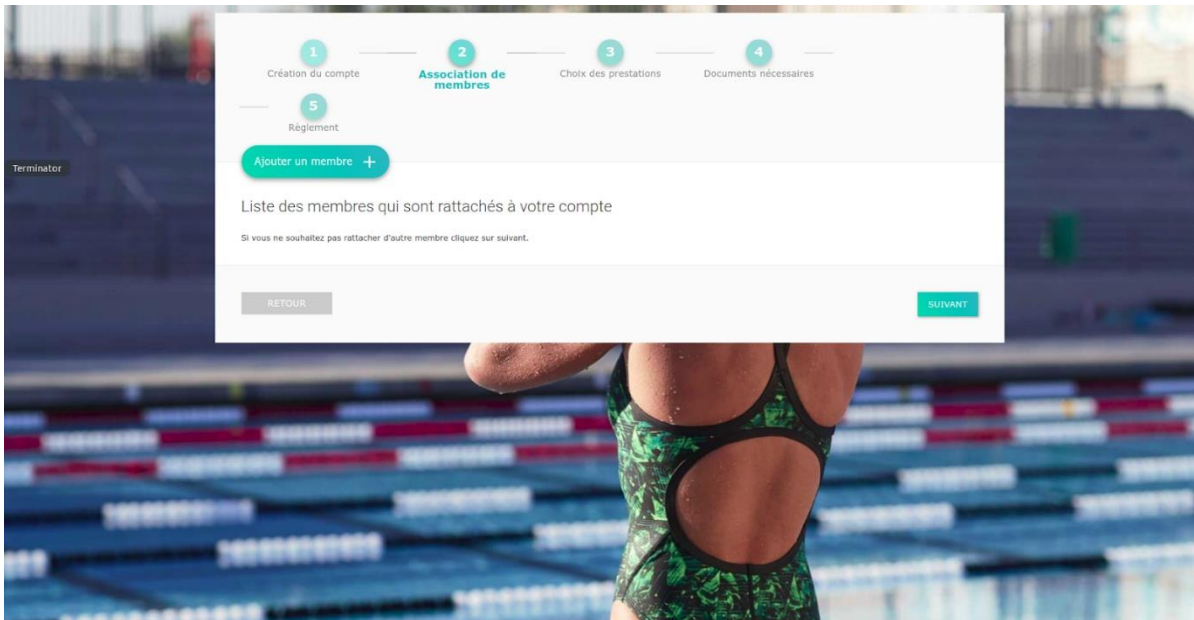 1
Création du compte
2
Association de
membres
3
Choix des prestations
4
Documents nécessaires
5
Règlement
Terminator
Ajouter un membre +
Liste des membres qui sont rattachés à votre compte
Si vous ne souhaitez pas rattacher d'autre membre cliquez sur suivant.
RETOUR
SUIVANT